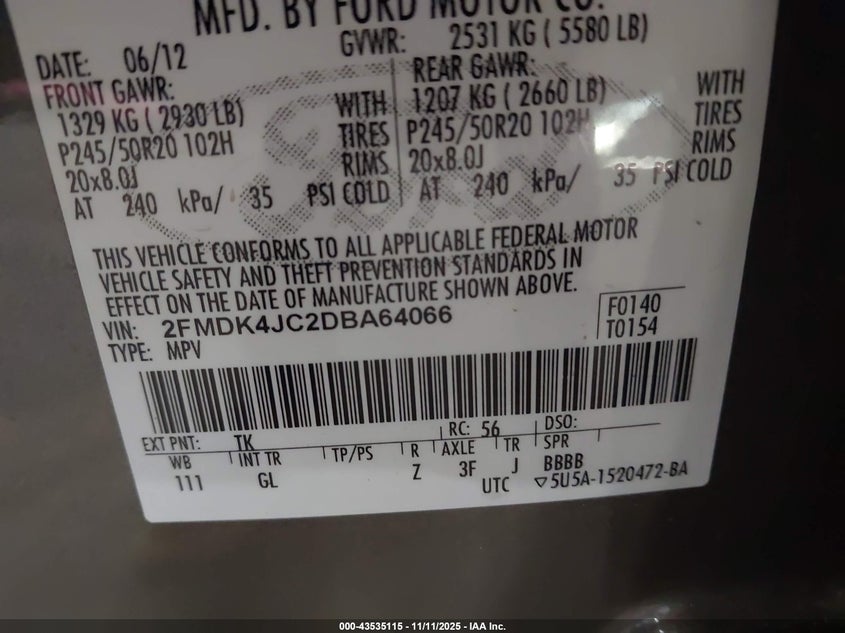 MFD. BY FORD MOTOR CO.
DATE: 06/12 GVWR: 2531 KG ( 5580 LB)
FRONT GAWR: REAR GAWR:
1329 KG ( 2930 LB) WITH 1207 KG ( 2660 LB) WITH
P245/50R20 102H TIRES P245/50R20 102H TIRES
20x8.0J RIMS 20x8.0J RIMS
AT 240 kPa/ 35 PSI COLD AT 240 kPa/ 35 PSI COLD
THIS VEHICLE CONFORMS TO ALL APPLICABLE FEDERAL MOTOR
VEHICLE SAFETY AND THEFT PREVENTION STANDARDS IN
EFFECT ON THE DATE OF MANUFACTURE SHOWN ABOVE.
VIN: 2FMDK4JC2DBA64066 F0140
TYPE: MPV T0154
EXT PNT: TK RC: 56 DSO:
WB INT TR TP/PS R AXLE TR SPR
111 GL Z 3F J BBBB
UTC ▽5U5A-1520472-BA
Ford
000-43535115 - 11/11/2025 - IAA Inc.